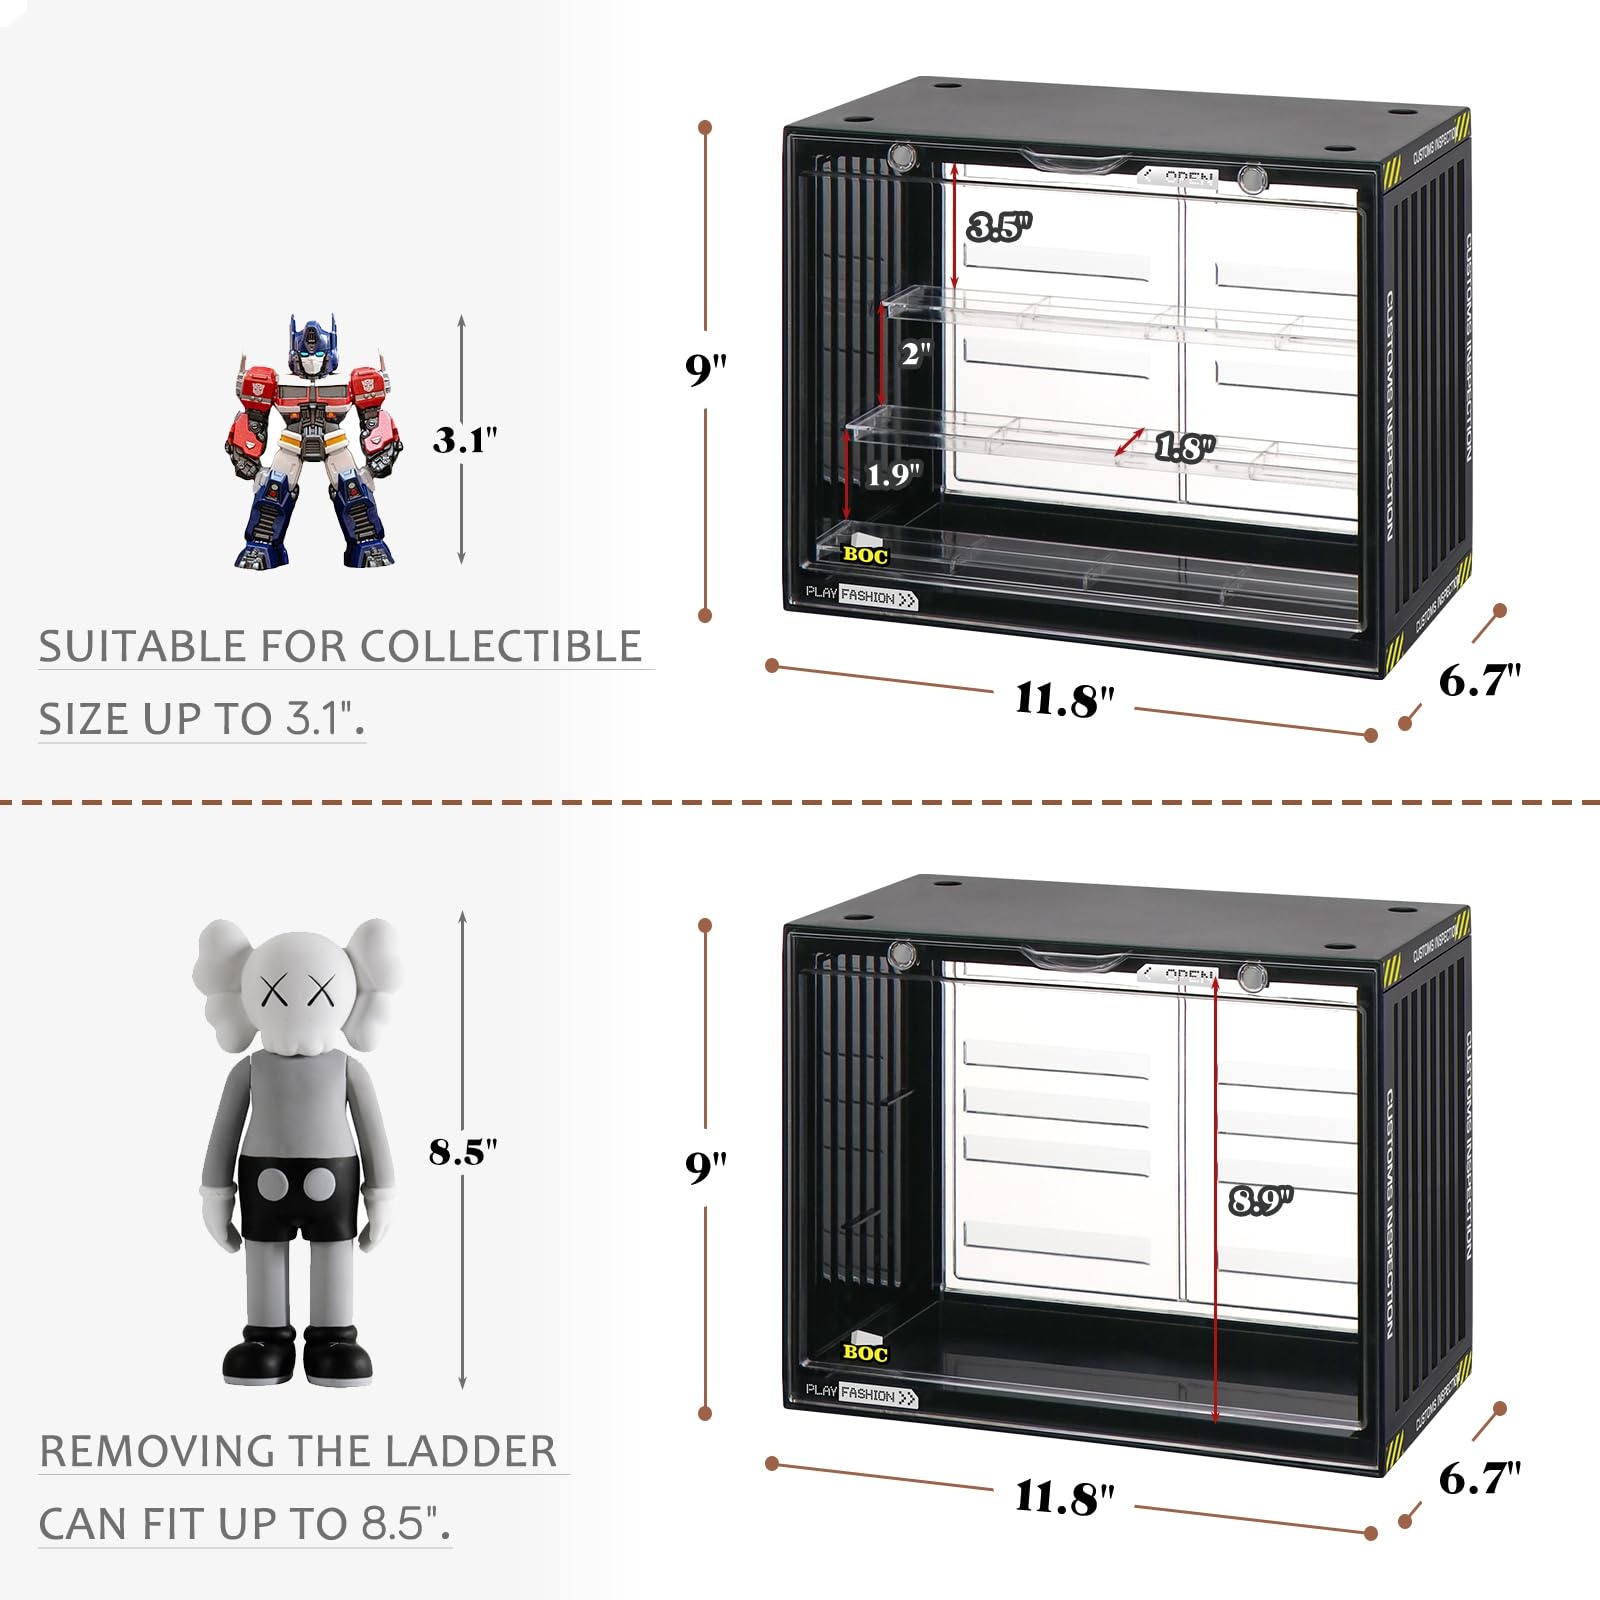 3.1"
SUITABLE FOR COLLECTIBLE
SIZE UP TO 3.1".
9"
OPEN
3.5"
2"
1.8"
1.9"
BOC
PLAY FASHION >>
CUSTOMS INSPECTION
CUSTOMS INSPECTION
CUSTOMS INSPECTION
CUSTOMS INSPECTION
11.8"
6.7"
8.5"
REMOVING THE LADDER
CAN FIT UP TO 8.5".
9"
OPEN
8.9"
BOC
PLAY FASHION >>
CUSTOMS INSPECTION
CUSTOMS INSPECTION
CUSTOMS INSPECTION
CUSTOMS INSPECTION
11.8"
6.7"